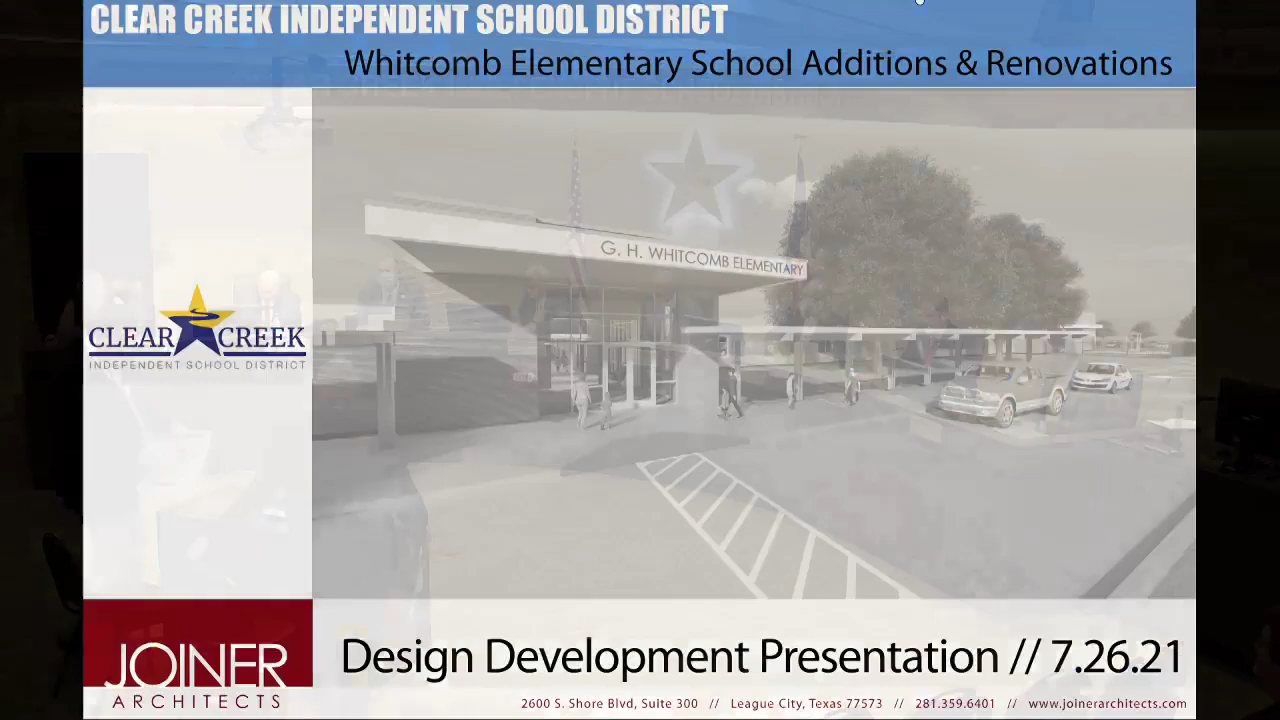 CLEAR CREEK INDEPENDENT SCHOOL DISTRICT
Whitcomb Elementary School Additions & Renovations
G. H. WHITCOMB ELEMENTARY
CLEAR CREEK
INDEPENDENT SCHOOL DISTRICT
Design Development Presentation // 7.26.21
JOINER
ARCHITECTS
2600 S. Shore Blvd, Suite 300 // League City, Texas 77573 // 281.359.6401 // www.joinerarchitects.com